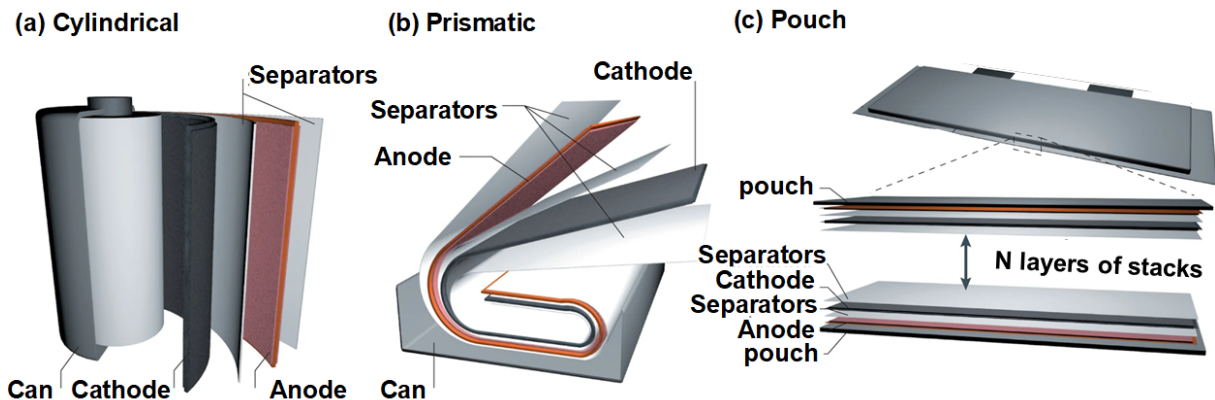 (a) Cylindrical
Separators
Can
Cathode
Anode
(b) Prismatic
Cathode
Separators
Anode
Can
(c) Pouch
pouch
N layers of stacks
Separators
Cathode
Separators
Anode
pouch